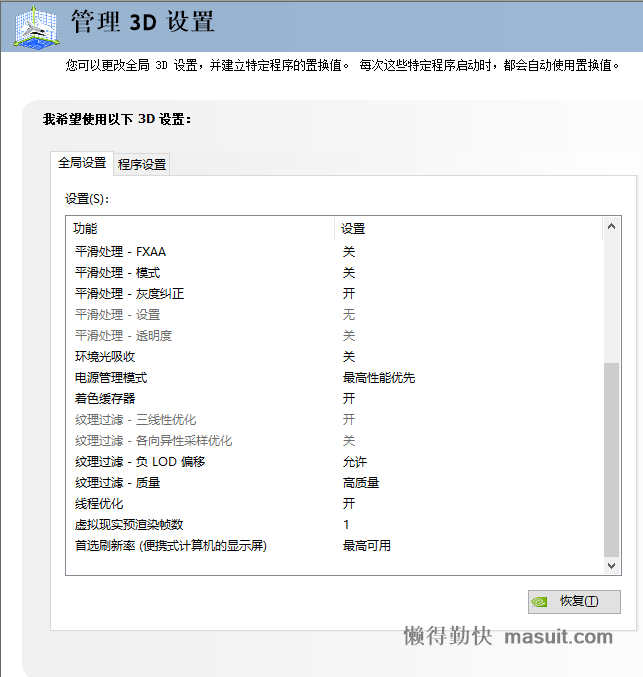 管理 3D 设置
您可以更改全局 3D 设置，并建立特定程序的置换值。 每次这些特定程序启动时，都会自动使用置换值。
我希望使用以下 3D 设置：
全局设置 程序设置
设置(S)：
功能 设置
平滑处理 - FXAA 关
平滑处理 - 模式 关
平滑处理 - 灰度纠正 开
平滑处理 - 设置 无
平滑处理 - 透明度 关
环境光吸收 关
电源管理模式 最高性能优先
着色缓存器 开
纹理过滤 - 三线性优化 开
纹理过滤 - 各向异性采样优化 关
纹理过滤 - 负 LOD 偏移 允许
纹理过滤 - 质量 高质量
线程优化 开
虚拟现实预渲染帧数 1
首选刷新率 (便携式计算机的显示屏) 最高可用
恢复(T)
懒得勤快 masuit.com